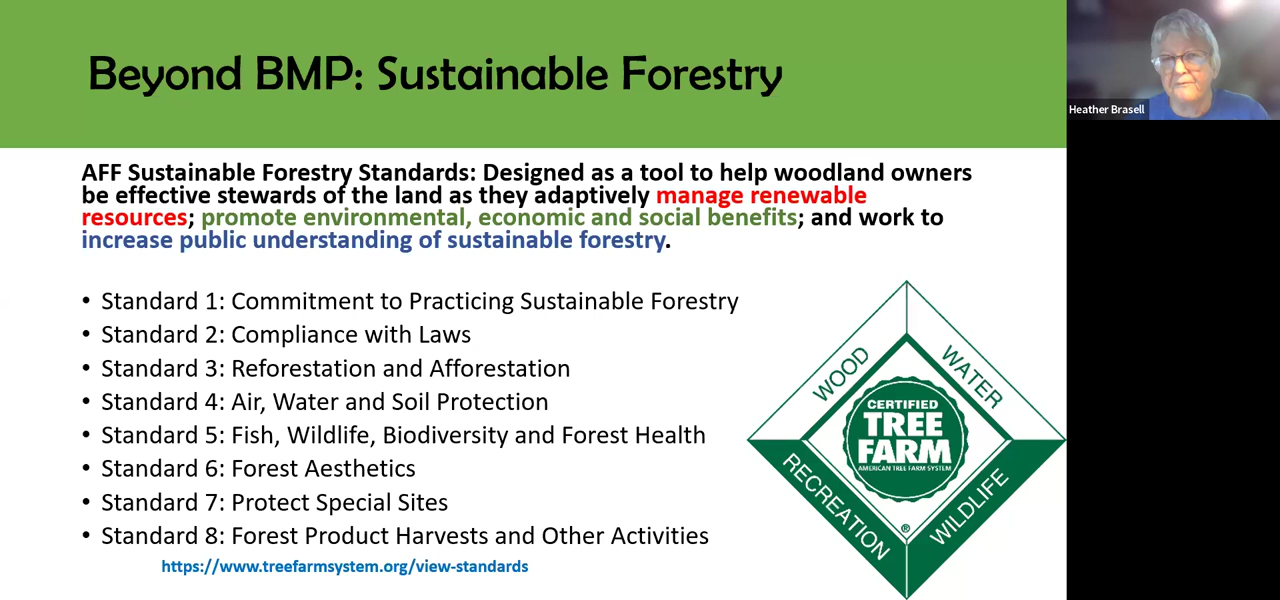 Beyond BMP: Sustainable Forestry
Heather Brasell
AFF Sustainable Forestry Standards: Designed as a tool to help woodland owners
be effective stewards of the land as they adaptively manage renewable
resources; promote environmental, economic and social benefits; and work to
increase public understanding of sustainable forestry.
• Standard 1: Commitment to Practicing Sustainable Forestry
• Standard 2: Compliance with Laws
• Standard 3: Reforestation and Afforestation
• Standard 4: Air, Water and Soil Protection
• Standard 5: Fish, Wildlife, Biodiversity and Forest Health
• Standard 6: Forest Aesthetics
• Standard 7: Protect Special Sites
• Standard 8: Forest Product Harvests and Other Activities
https://www.treefarmsystem.org/view-standards
WOOD
WATER
CERTIFIED
TREE
FARM
AMERICAN TREE FARM SYSTEM
RECREATION
WILDLIFE
®